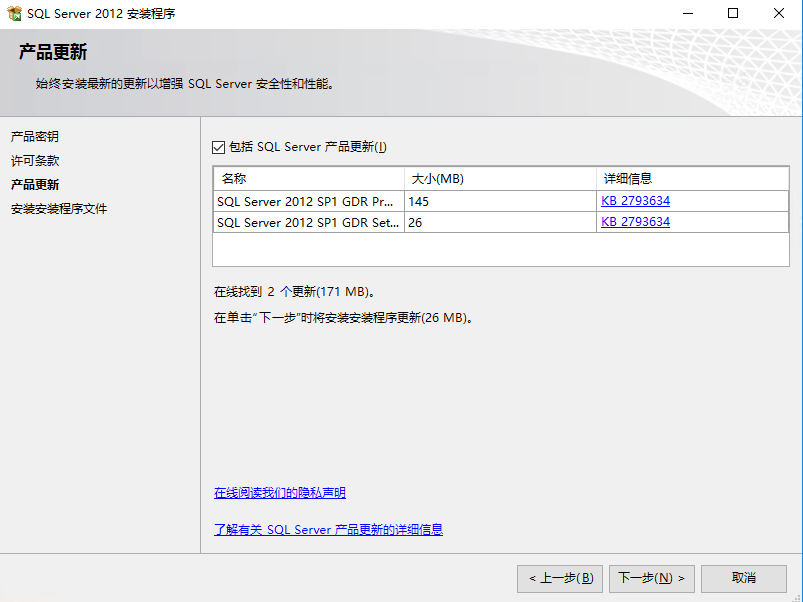 SQL Server 2012 安装程序
产品更新
始终安装最新的更新以增强 SQL Server 安全性和性能。
产品密钥
许可条款
产品更新
安装安装程序文件
包括 SQL Server 产品更新(I)
名称 大小(MB) 详细信息
SQL Server 2012 SP1 GDR Pr... 145 KB 2793634
SQL Server 2012 SP1 GDR Set... 26 KB 2793634
在线找到 2 个更新(171 MB)。
在单击“下一步”时将安装安装程序更新(26 MB)。
在线阅读我们的隐私声明
了解有关 SQL Server 产品更新的详细信息
< 上一步(B) 下一步(N) > 取消